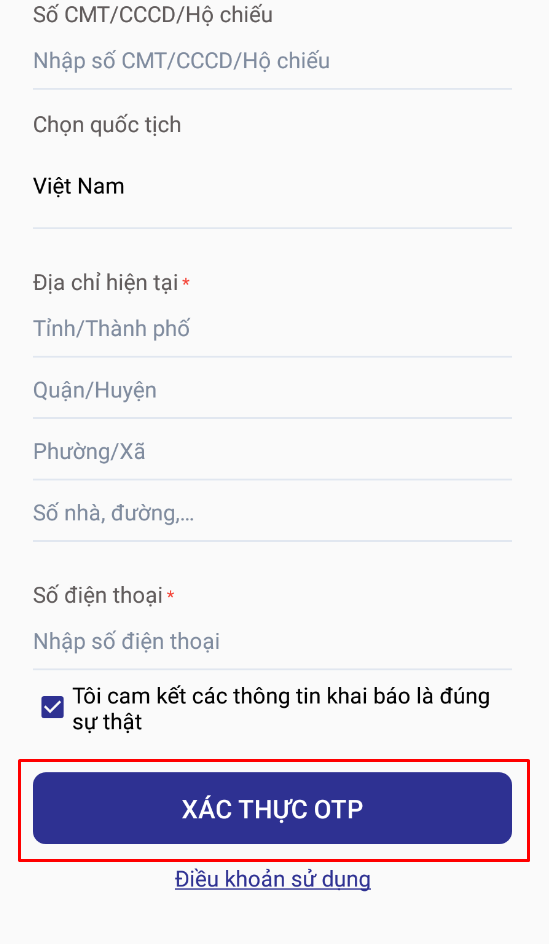 Số CMT/CCCD/Hộ chiếu
Nhập số CMT/CCCD/Hộ chiếu
Chọn quốc tịch
Việt Nam
Địa chỉ hiện tại *
Tỉnh/Thành phố
Quận/Huyện
Phường/Xã
Số nhà, đường,...
Số điện thoại *
Nhập số điện thoại
Tôi cam kết các thông tin khai báo là đúng
sự thật
XÁC THỰC OTP
Điều khoản sử dụng